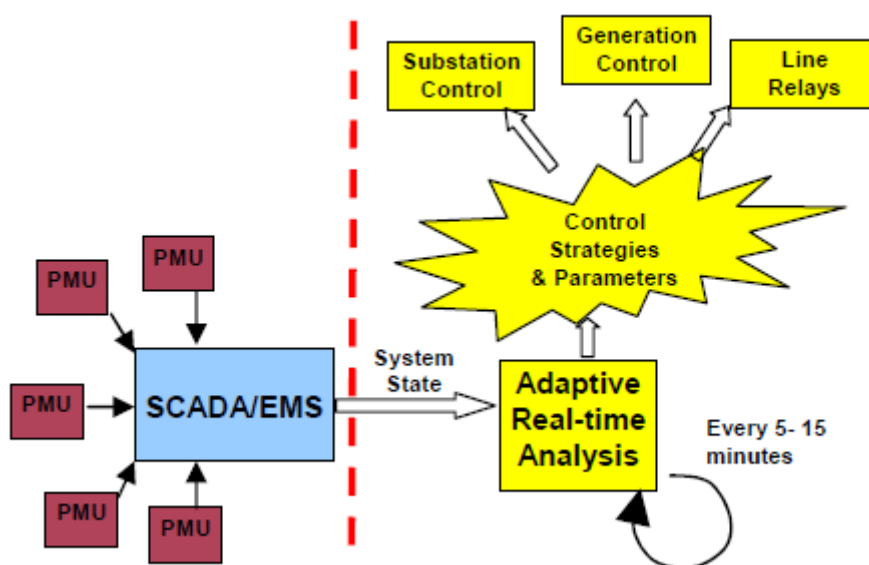 Substation
Control
Generation
Control
Line
Relays
Control
Strategies
& Parameters
PMU
PMU
PMU
PMU
PMU
SCADA/EMS
System
State
Adaptive
Real-time
Analysis
Every 5- 15
minutes